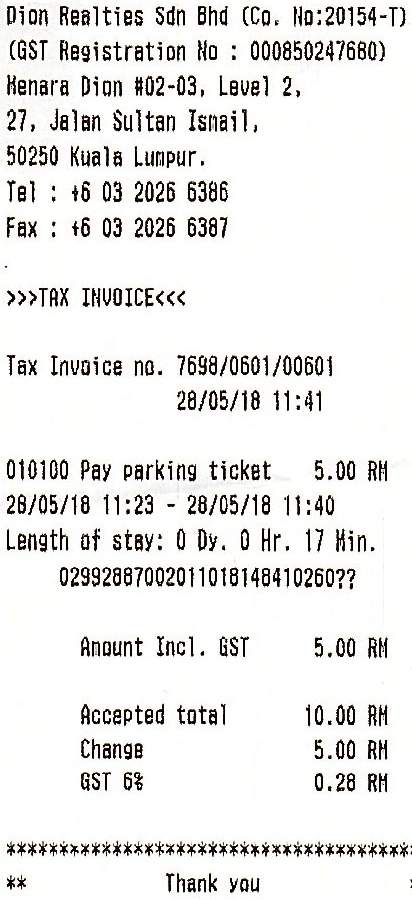 Dion Realties Sdn Bhd (Co. No:20154-T)
(GST Registration No : 000850247680)
Menara Dion #02-03, Level 2,
27, Jalan Sultan Ismail,
50250 Kuala Lumpur.
Tel : +6 03 2026 6386
Fax : +6 03 2026 6387
.
>>>TAX INVOICE<<<
Tax Invoice no. 7698/0601/00601
28/05/18 11:41
010100 Pay parking ticket 5.00 RM
28/05/18 11:23 - 28/05/18 11:40
Length of stay: 0 Dy. 0 Hr. 17 Min.
02992887002011018148410260??
Amount Incl. GST 5.00 RM
Accepted total 10.00 RM
Change 5.00 RM
GST 6% 0.28 RM
**************************************
** Thank you *